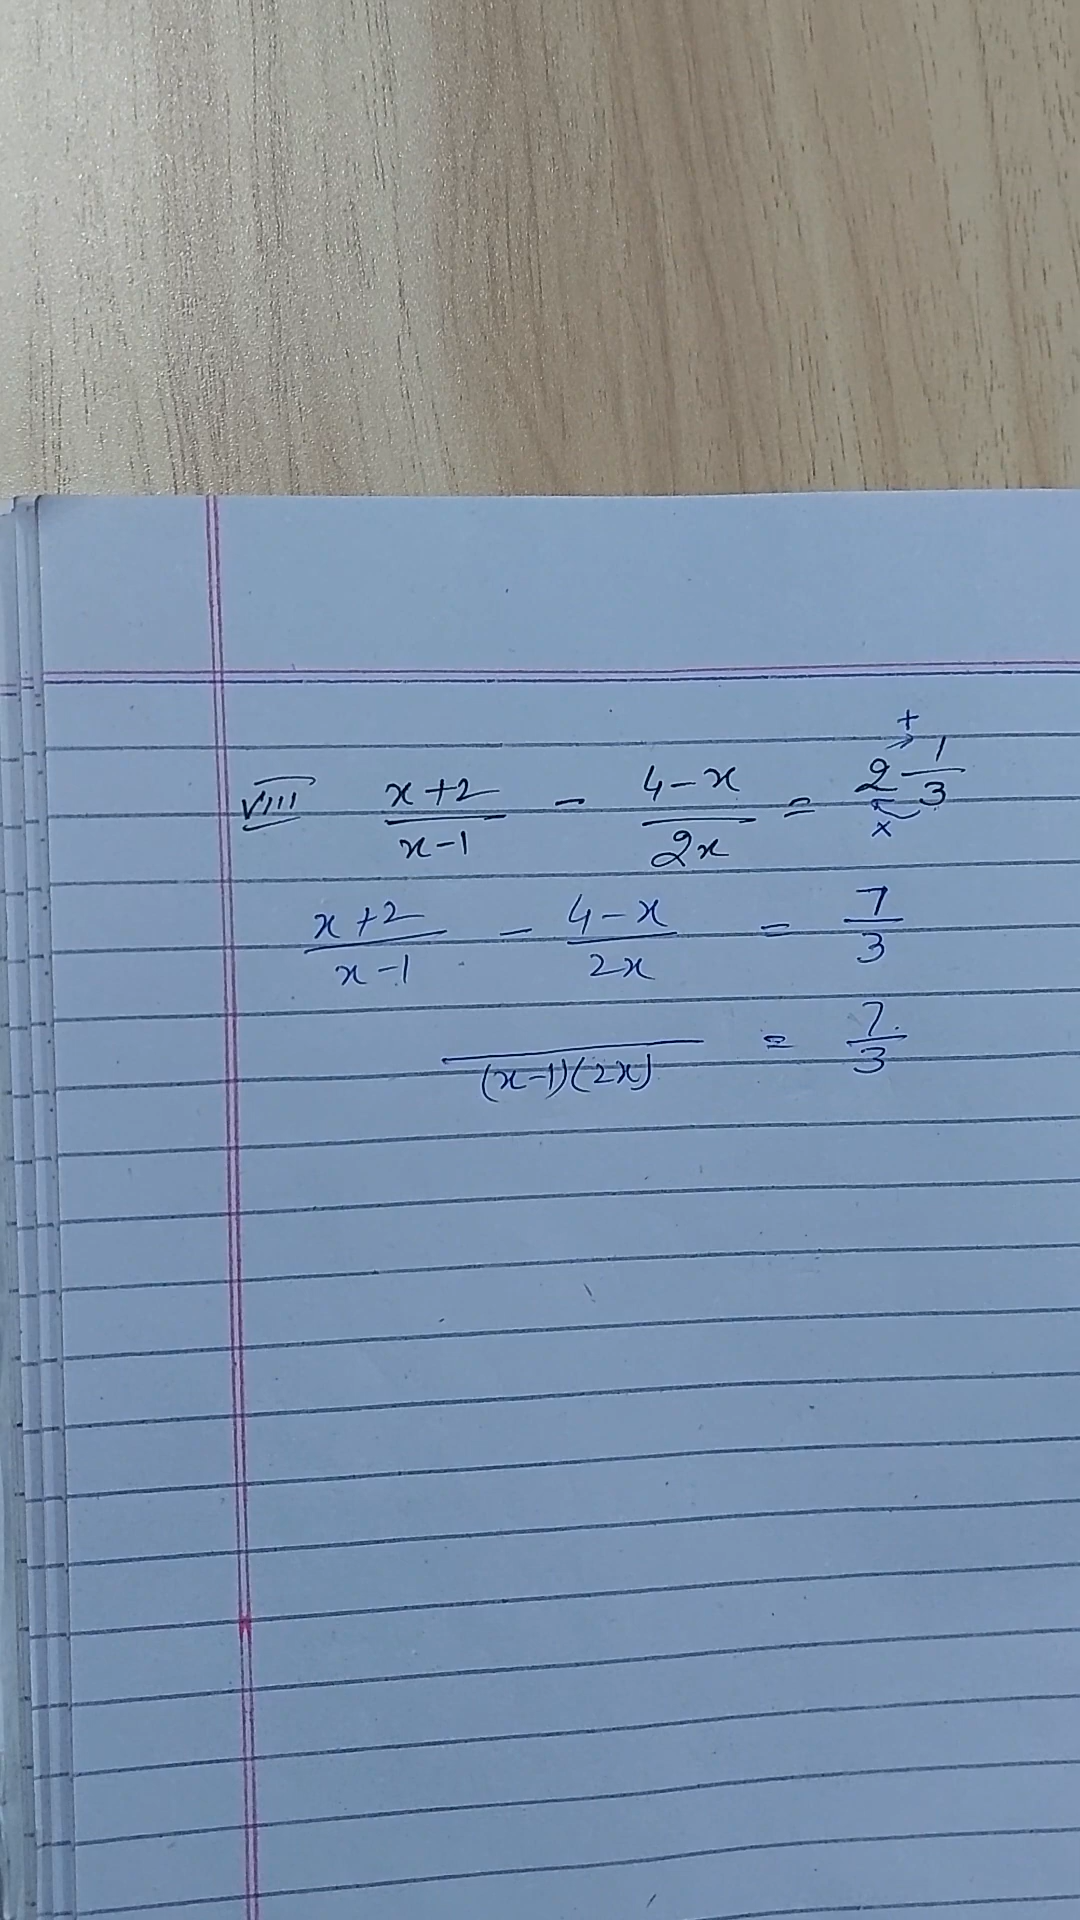 viii (x+2)/(x-1) - (4-x)/(2x) = 2 1/3 + x
(x+2)/(x-1) - (4-x)/(2x) = 7/3
/((x-1)(2x)) = 7/3